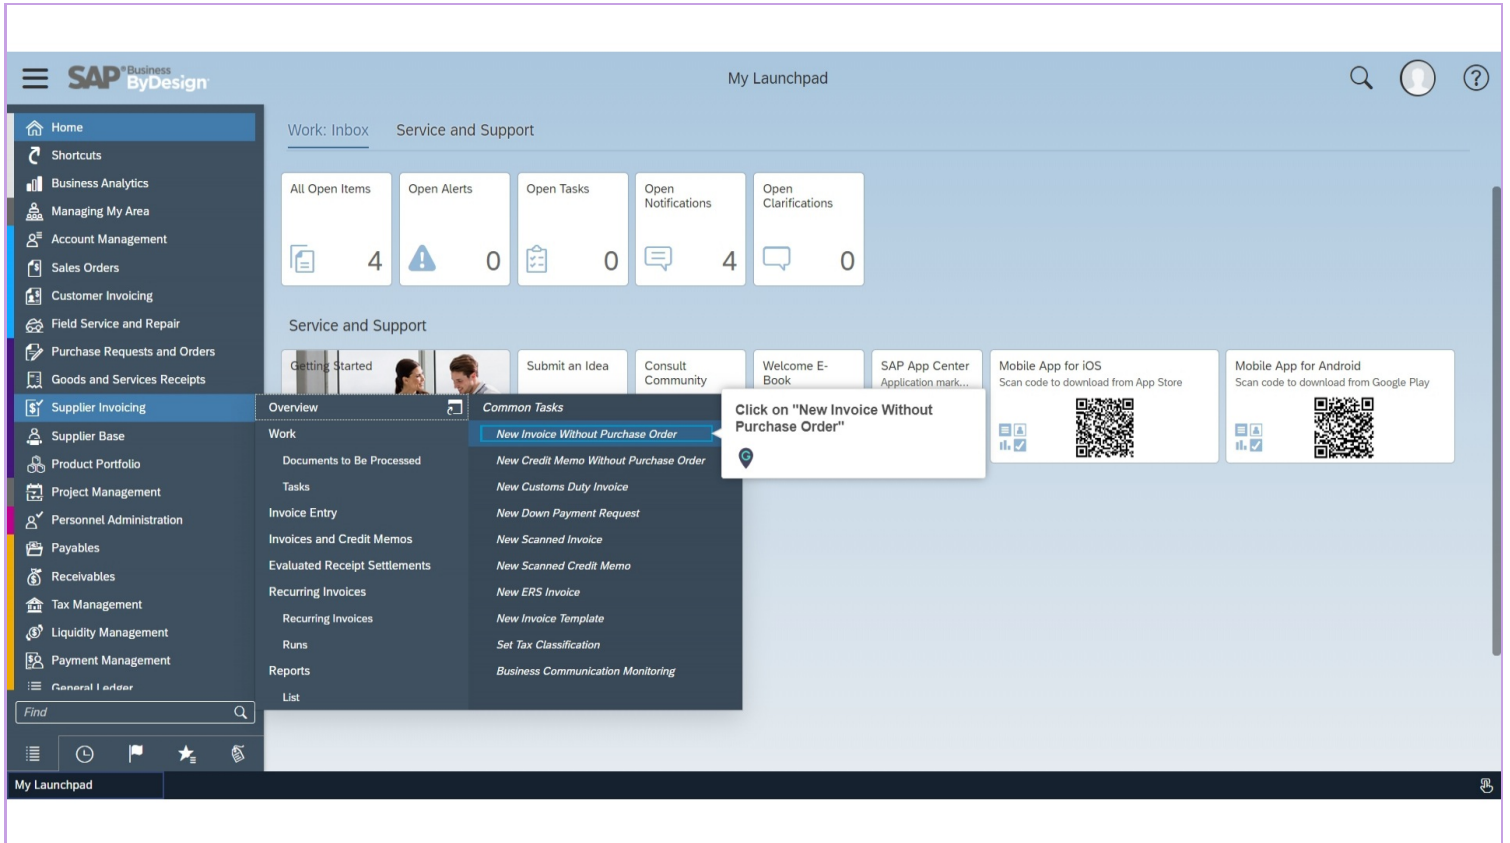 SAP Business ByDesign
My Launchpad
?
Home
Shortcuts
Business Analytics
Managing My Area
Account Management
Sales Orders
Customer Invoicing
Field Service and Repair
Purchase Requests and Orders
Goods and Services Receipts
Supplier Invoicing
Supplier Base
Product Portfolio
Project Management
Personnel Administration
Payables
Receivables
Tax Management
Liquidity Management
Payment Management
General Ledger
Find
Work: Inbox
Service and Support
All Open Items
4
Open Alerts
0
Open Tasks
0
Open
Notifications
4
Open
Clarifications
0
Service and Support
Getting Started
Submit an Idea
Consult
Community
Welcome E-
Book
SAP App Center
Application mark...
Mobile App for iOS
Scan code to download from App Store
Mobile App for Android
Scan code to download from Google Play
Overview
Work
Documents to Be Processed
Tasks
Invoice Entry
Invoices and Credit Memos
Evaluated Receipt Settlements
Recurring Invoices
Recurring Invoices
Runs
Reports
List
Common Tasks
New Invoice Without Purchase Order
New Credit Memo Without Purchase Order
New Customs Duty Invoice
New Down Payment Request
New Scanned Invoice
New Scanned Credit Memo
New ERS Invoice
New Invoice Template
Set Tax Classification
Business Communication Monitoring
Click on "New Invoice Without
Purchase Order"
My Launchpad